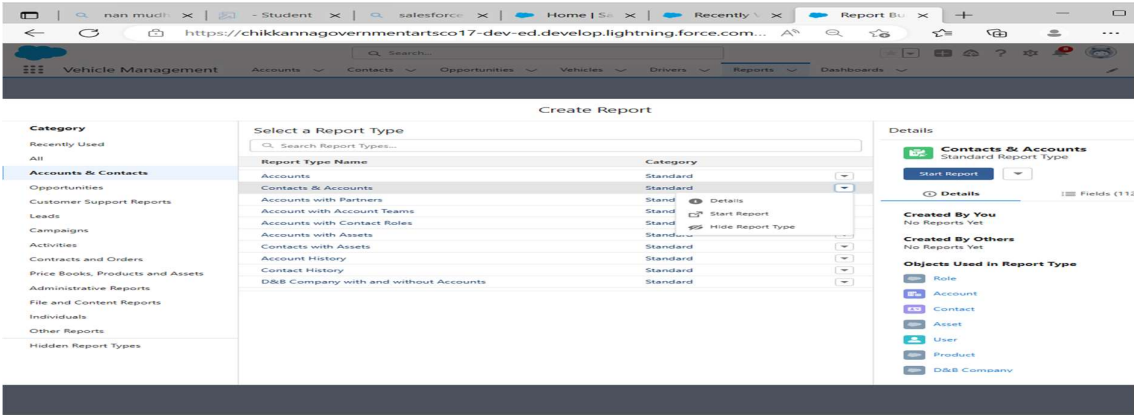 nan mudh
- Student
salesforce
Home | Sa
Recently V
Report Bu
https://chikkannagovernmentartsco17-dev-ed.develop.lightning.force.com...
Search...
Vehicle Management
Accounts
Contacts
Opportunities
Vehicles
Drivers
Reports
Dashboards
Create Report
Category
Recently Used
All
Accounts & Contacts
Opportunities
Customer Support Reports
Leads
Campaigns
Activities
Contracts and Orders
Price Books, Products and Assets
Administrative Reports
File and Content Reports
Individuals
Other Reports
Hidden Report Types
Select a Report Type
Search Report Types...
Report Type Name Category
Accounts Standard
Contacts & Accounts Standard
Accounts with Partners Stand
Account with Account Teams Stand
Accounts with Contact Roles Stand
Accounts with Assets Standard
Contacts with Assets Standard
Account History Standard
Contact History Standard
D&B Company with and without Accounts Standard
Details
Start Report
Hide Report Type
Details
Contacts & Accounts
Standard Report Type
Start Report
Details
Fields (112
Created By You
No Reports Yet
Created By Others
No Reports Yet
Objects Used in Report Type
Role
Account
Contact
Asset
User
Product
D&B Company